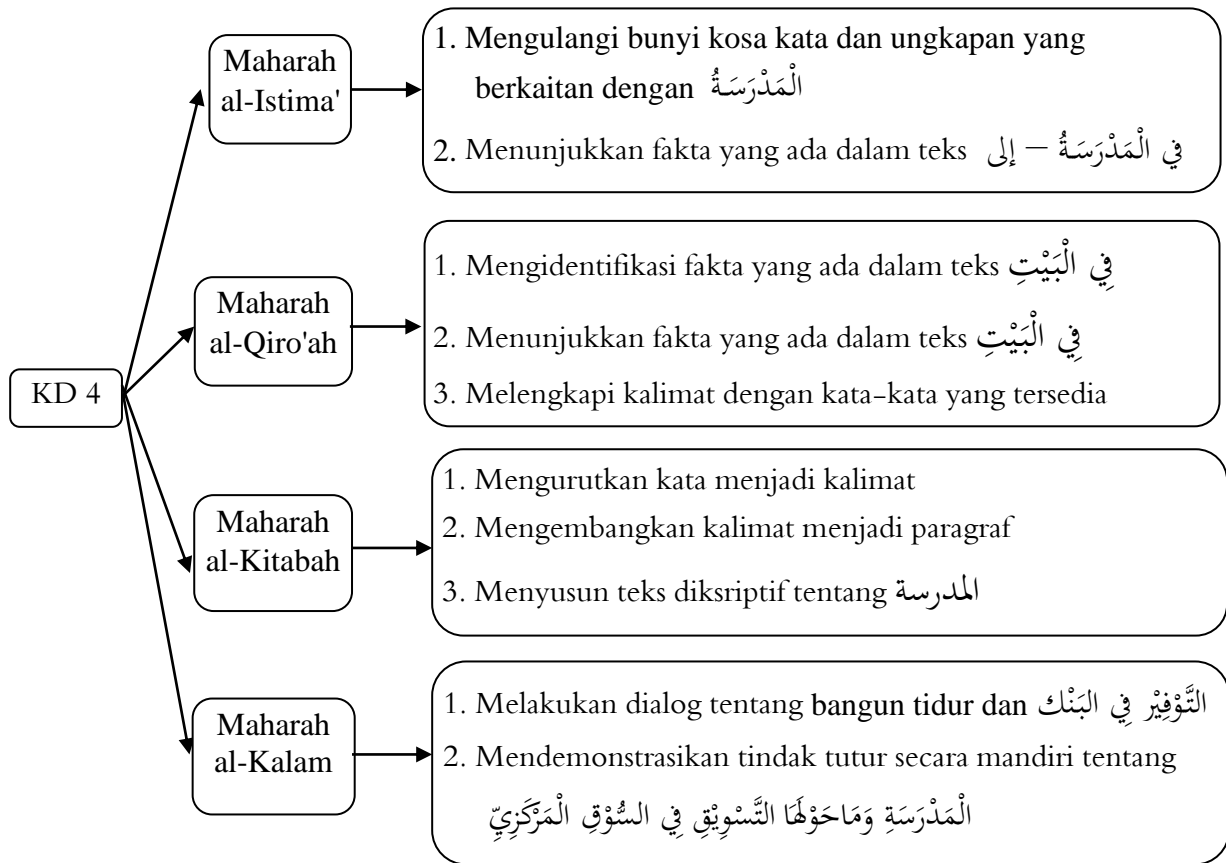 KD 4
Maharah
al-Istima'
1. Mengulangi bunyi kosa kata dan ungkapan yang
berkaitan dengan الْمَدْرَسَةُ
2. Menunjukkan fakta yang ada dalam teks في الْمَدْرَسَةُ – إلى
Maharah
al-Qiro'ah
1. Mengidentifikasi fakta yang ada dalam teks فِي الْبَيْتِ
2. Menunjukkan fakta yang ada dalam teks فِي الْبَيْتِ
3. Melengkapi kalimat dengan kata-kata yang tersedia
Maharah
al-Kitabah
1. Mengurutkan kata menjadi kalimat
2. Mengembangkan kalimat menjadi paragraf
3. Menyusun teks diksriptif tentang المدرسة
Maharah
al-Kalam
1. Melakukan dialog tentang bangun tidur dan التَّوْفِيْر فِي البَنْك
2. Mendemonstrasikan tindak tutur secara mandiri tentang
الْمَدْرَسَةِ وَمَاحَوْلَهَا التَّسْوِيْقِ فِي السُّوْقِ الْمَرْكَزِيِّ